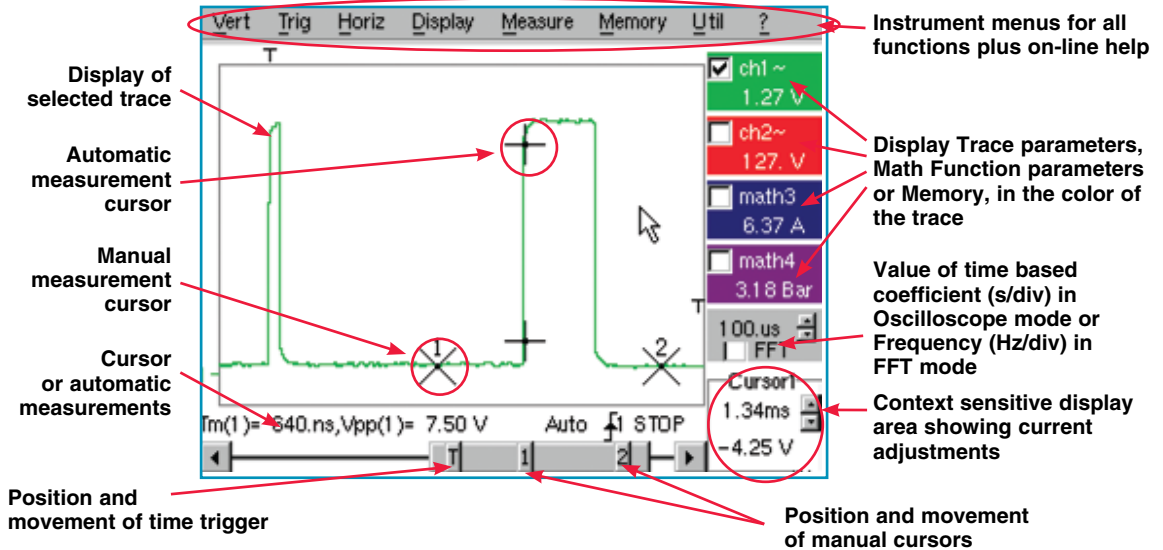 Vert Trig Horiz Display Measure Memory Util ?
Instrument menus for all
functions plus on-line help
T
Display of
selected trace
Automatic
measurement
cursor
Manual
measurement
cursor
Cursor
or automatic
measurements
1
2
T
ch1 ~
1.27 V
ch2~
127. V
math3
6.37 A
math4
3.18 Bar
100.us
FFT
Cursor1
1.34ms
-4.25 V
Display Trace parameters,
Math Function parameters
or Memory, in the color of
the trace
Value of time based
coefficient (s/div) in
Oscilloscope mode or
Frequency (Hz/div) in
FFT mode
Context sensitive display
area showing current
adjustments
Tm(1)= 640.ns,Vpp(1)= 7.50 V Auto 1 STOP
T 1 2
Position and
movement of time trigger
Position and movement
of manual cursors